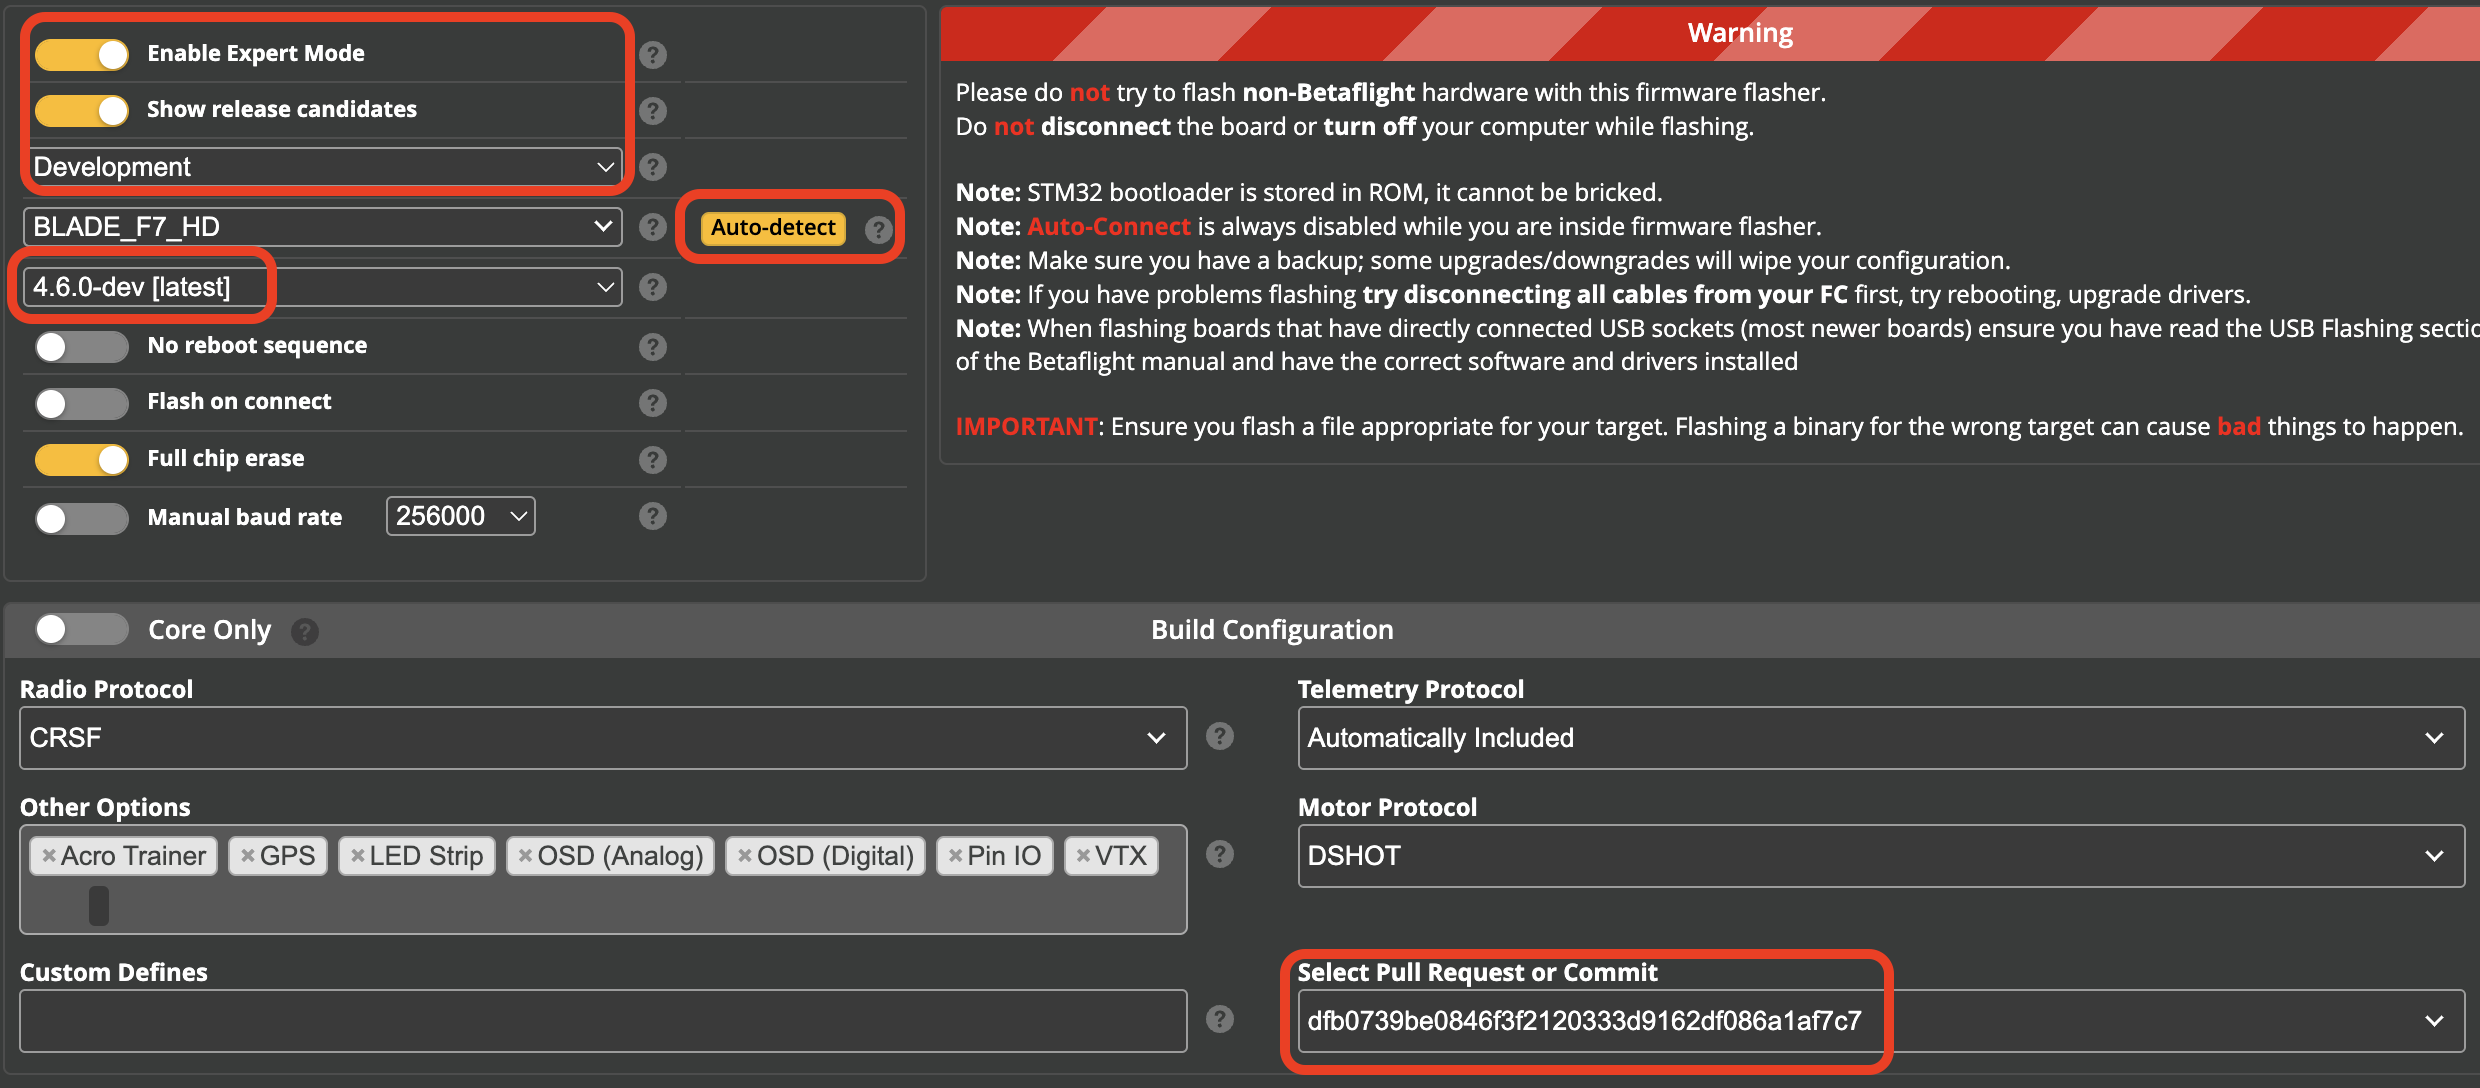 Enable Expert Mode
Show release candidates
Development
BLADE_F7_HD
Auto-detect
4.6.0-dev [latest]
No reboot sequence
Flash on connect
Full chip erase
Manual baud rate 256000
Warning
Please do not try to flash non-Betaflight hardware with this firmware flasher.
Do not disconnect the board or turn off your computer while flashing.
Note: STM32 bootloader is stored in ROM, it cannot be bricked.
Note: Auto-Connect is always disabled while you are inside firmware flasher.
Note: Make sure you have a backup; some upgrades/downgrades will wipe your configuration.
Note: If you have problems flashing try disconnecting all cables from your FC first, try rebooting, upgrade drivers.
Note: When flashing boards that have directly connected USB sockets (most newer boards) ensure you have read the USB Flashing sectio
of the Betaflight manual and have the correct software and drivers installed
IMPORTANT: Ensure you flash a file appropriate for your target. Flashing a binary for the wrong target can cause bad things to happen.
Core Only
Build Configuration
Radio Protocol
CRSF
Telemetry Protocol
Automatically Included
Other Options
×Acro Trainer ×GPS ×LED Strip ×OSD (Analog) ×OSD (Digital) ×Pin IO ×VTX
Motor Protocol
DSHOT
Custom Defines
Select Pull Request or Commit
dfb0739be0846f3f2120333d9162df086a1af7c7